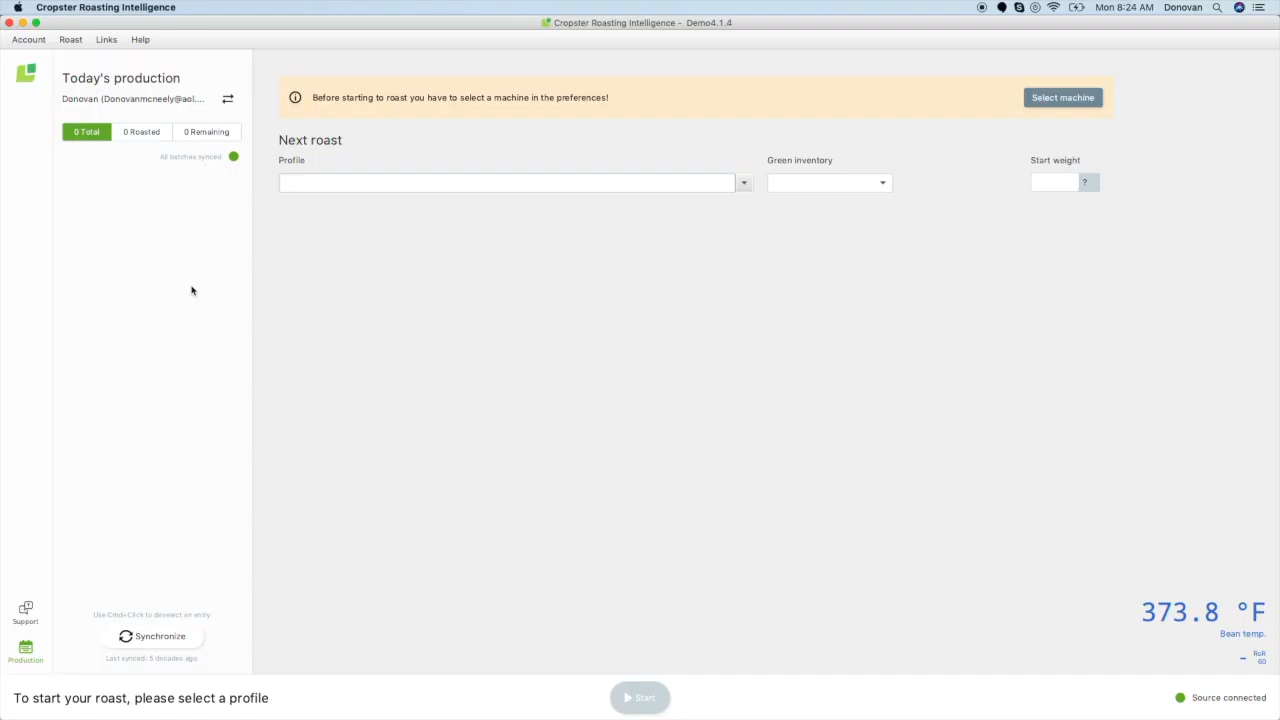 Cropster Roasting Intelligence
Mon 8:24 AM Donovan
Cropster Roasting Intelligence - Demo4.1.4
Account Roast Links Help
Today's production
Donovan (Donovanmcneely@aol....
0 Total 0 Roasted 0 Remaining
All batches synced
Before starting to roast you have to select a machine in the preferences!
Select machine
Next roast
Profile Green inventory Start weight
?
Support
Production
Use Cmd+Click to deselect an entry
Synchronize
Last synced: 5 decades ago
373.8 °F
Bean temp.
– RoR
60
To start your roast, please select a profile
Start
Source connected